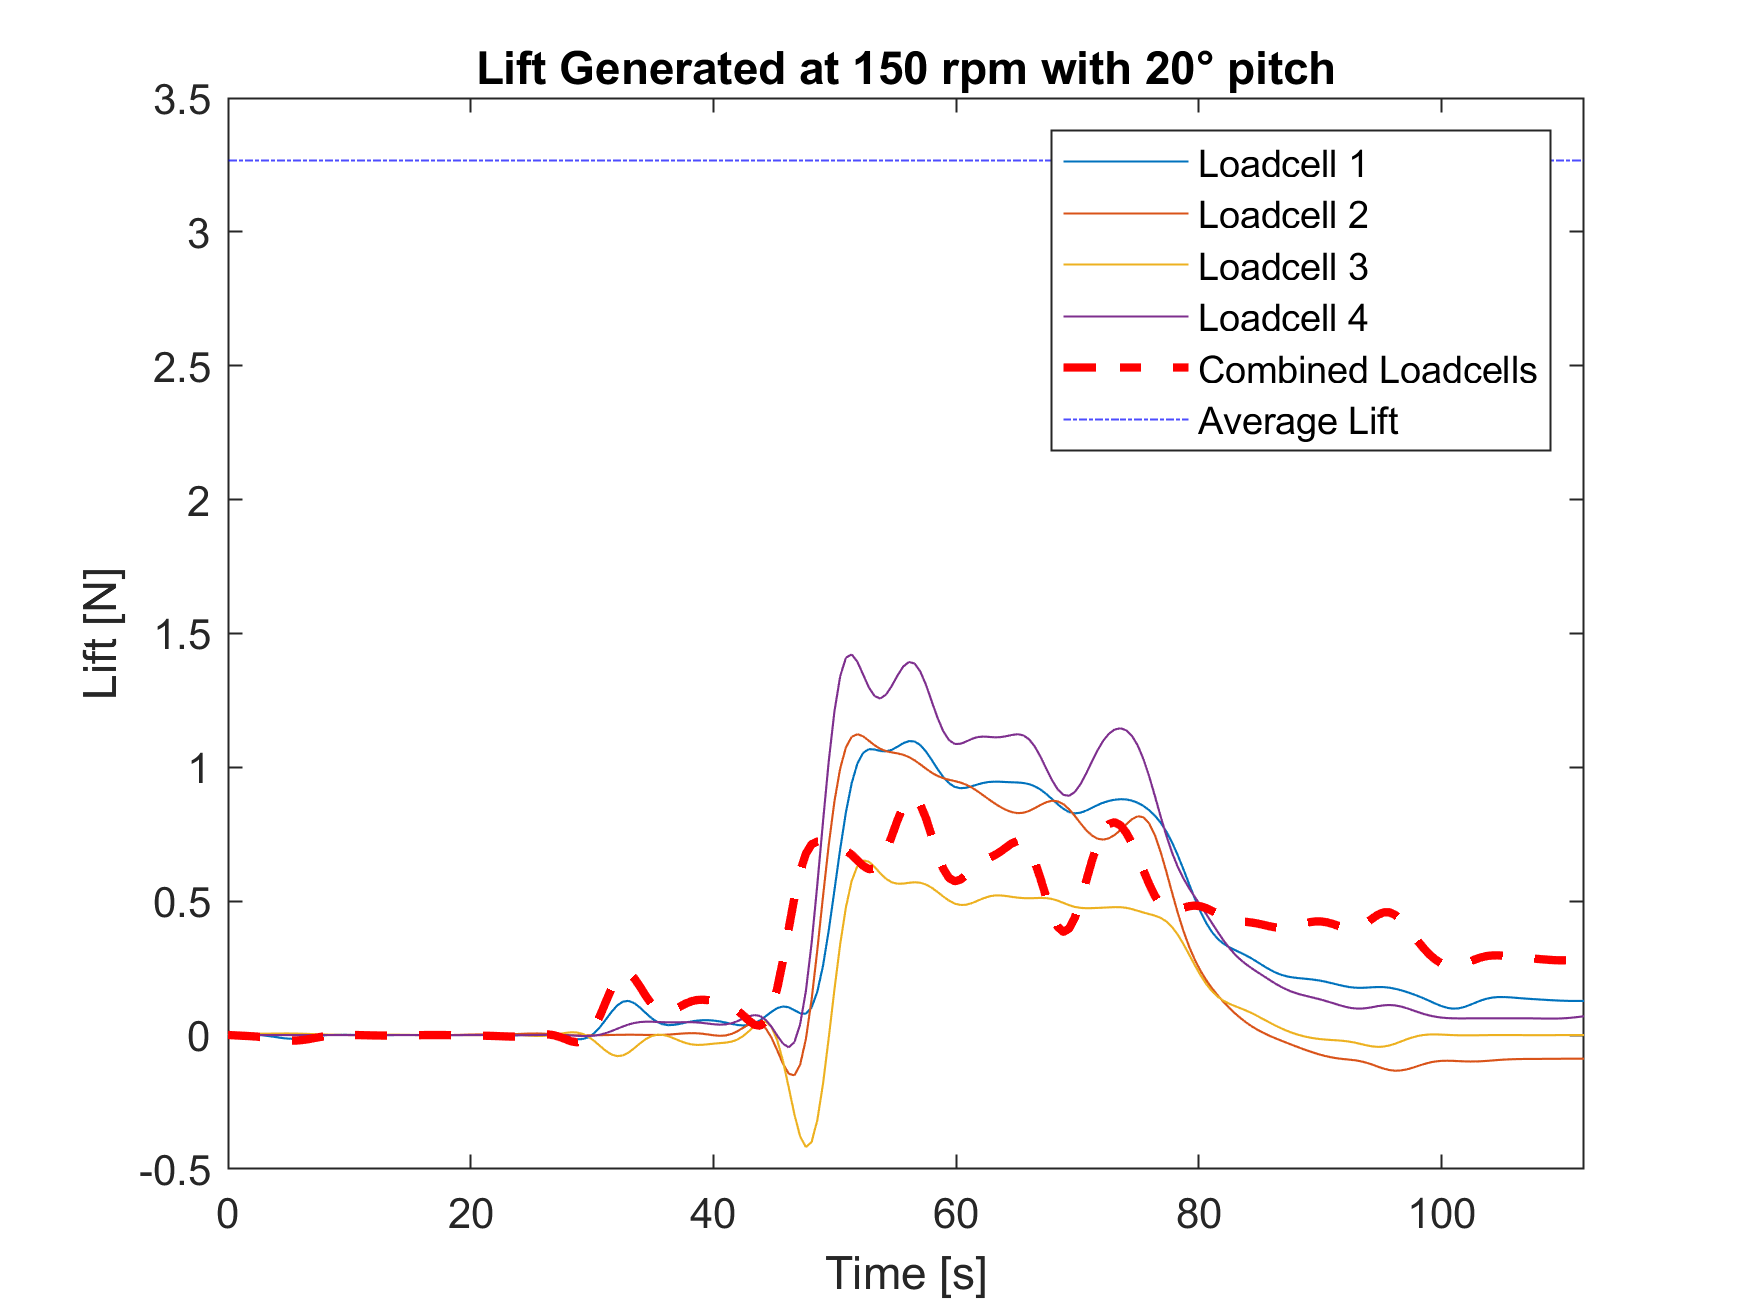 Lift Generated at 150 rpm with 20° pitch
3.5
3
2.5
2
1.5
1
0.5
0
-0.5
Lift [N]
Loadcell 1
Loadcell 2
Loadcell 3
Loadcell 4
Combined Loadcells
Average Lift
0 20 40 60 80 100
Time [s]